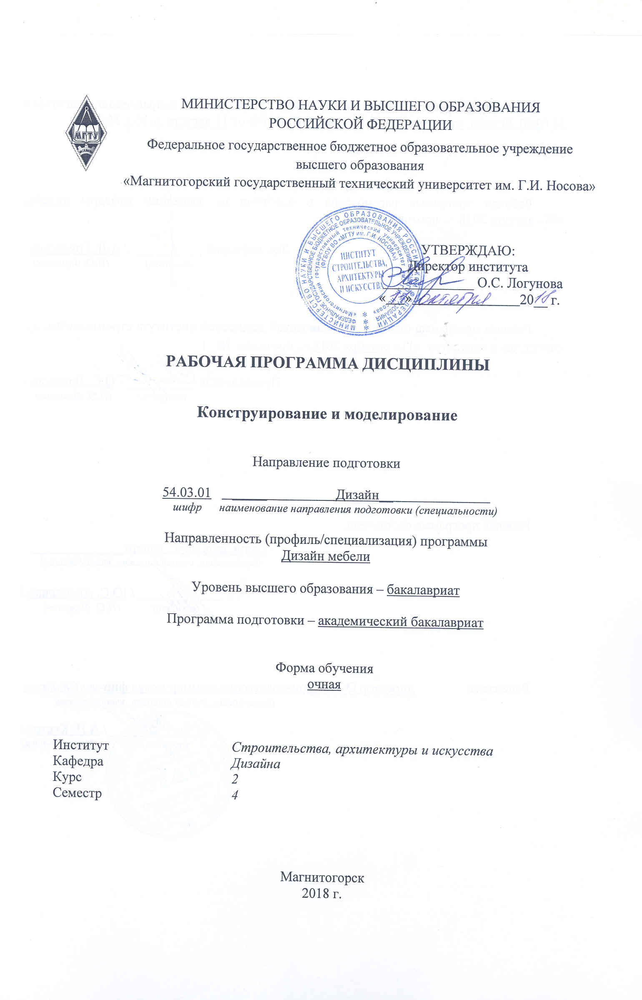 МГТУ
МИНИСТЕРСТВО НАУКИ И ВЫСШЕГО ОБРАЗОВАНИЯ
РОССИЙСКОЙ ФЕДЕРАЦИИ
Федеральное государственное бюджетное образовательное учреждение
высшего образования
«Магнитогорский государственный технический университет им. Г.И. Носова»
МИНИСТЕРСТВО НАУКИ И ВЫСШЕГО ОБРАЗОВАНИЯ РОССИЙСКОЙ ФЕДЕРАЦИИ
ФЕДЕРАЛЬНОЕ ГОСУДАРСТВЕННОЕ БЮДЖЕТНОЕ ОБРАЗОВАТЕЛЬНОЕ УЧРЕЖДЕНИЕ ВЫСШЕГО ОБРАЗОВАНИЯ
«Магнитогорский государственный технический университет им. Г.И. Носова»
(ФГБОУ ВО «МГТУ им. Г.И. НОСОВА»)
ИНСТИТУТ
СТРОИТЕЛЬСТВА,
АРХИТЕКТУРЫ
И ИСКУССТВА
УТВЕРЖДАЮ:
Директор института
О.С. Логунова
« » октября 2018 г.
РАБОЧАЯ ПРОГРАММА ДИСЦИПЛИНЫ
Конструирование и моделирование
Направление подготовки
54.03.01 Дизайн
шифр наименование направления подготовки (специальности)
Направленность (профиль/специализация) программы
Дизайн мебели
Уровень высшего образования – бакалавриат
Программа подготовки – академический бакалавриат
Форма обучения
очная
Институт Строительства, архитектуры и искусства
Кафедра Дизайна
Курс 2
Семестр 4
Магнитогорск
2018 г.